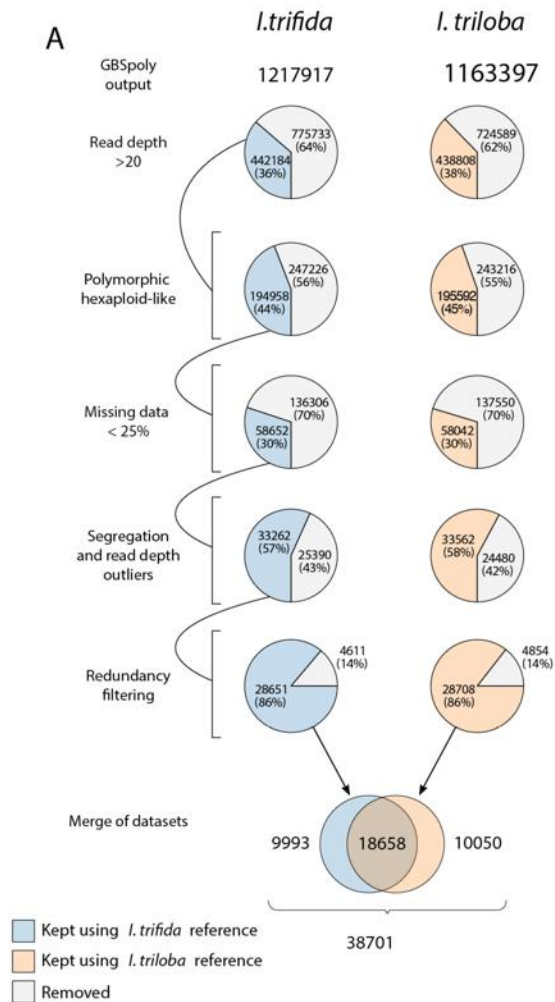 A
I.trifida
I. triloba
GBSpoly
output
1217917
1163397
Read depth
>20
775733
(64%)
442184
(36%)
724589
(62%)
438808
(38%)
Polymorphic
hexaploid-like
247226
(56%)
194958
(44%)
243216
(55%)
195592
(45%)
Missing data
< 25%
136306
(70%)
58652
(30%)
137550
(70%)
58042
(30%)
Segregation
and read depth
outliers
33262
(57%)
25390
(43%)
33562
(58%)
24480
(42%)
Redundancy
filtering
4611
(14%)
28651
(86%)
4854
(14%)
28708
(86%)
Merge of datasets
9993
18658
10050
38701
Kept using I. trifida reference
Kept using I. triloba reference
Removed